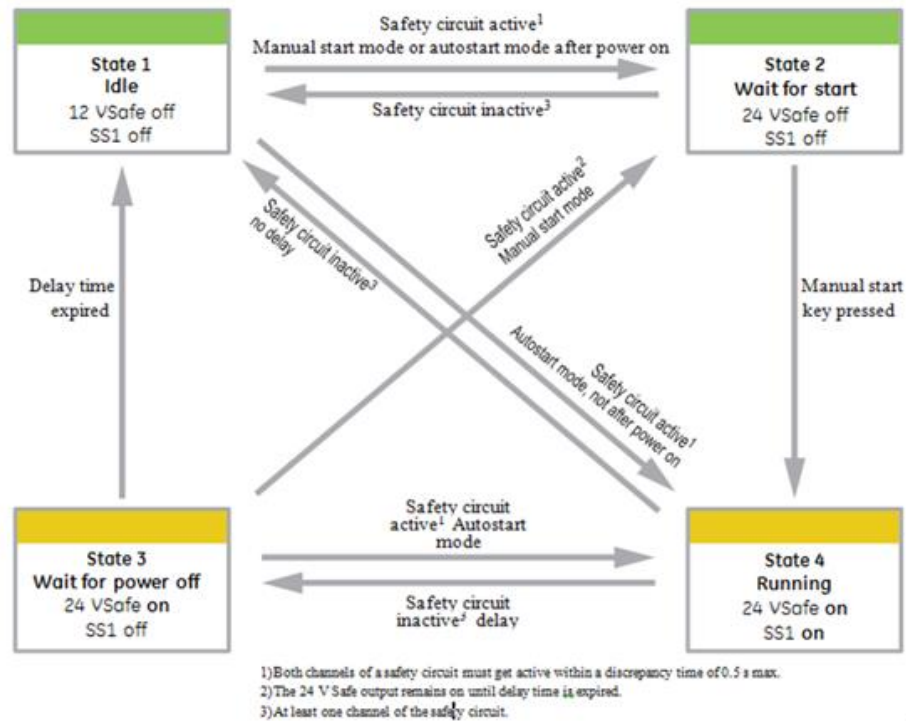 Safety circuit active¹
Manual start mode or autostart mode after power on
State 1
Idle
12 VSafe off
SS1 off
Safety circuit inactive³
State 2
Wait for start
24 VSafe off
SS1 off
Safety circuit inactive³
no delay
Safety circuit active²
Manual start mode
Delay time
expired
Manual start
key pressed
Safety circuit active¹
Autostart mode, not after power on
State 3
Wait for power off
24 VSafe on
SS1 off
Safety circuit
active¹ Autostart
mode
Safety circuit
inactive³ delay
State 4
Running
24 VSafe on
SS1 on
1)Both channels of a safety circuit must get active within a discrepancy time of 0.5 s max.
2)The 24 V Safe output remains on until delay time is expired.
3)At least one channel of the safety circuit.